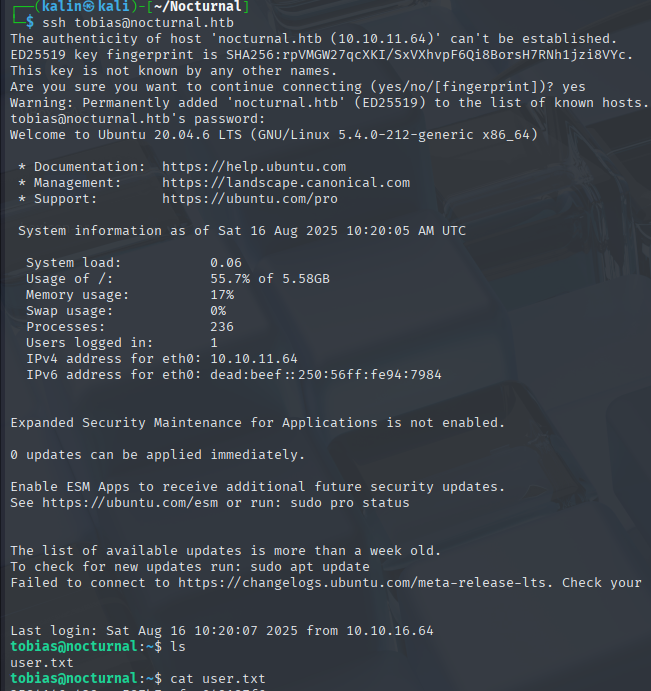 ┌──(kalin㉿kali)-[~/Nocturnal]
└─$ ssh tobias@nocturnal.htb
The authenticity of host 'nocturnal.htb (10.10.11.64)' can't be established.
ED25519 key fingerprint is SHA256:rpVMGW27qcXKI/SxVXhvpF6Qi8BorsH7RNh1jzi8VYc.
This key is not known by any other names.
Are you sure you want to continue connecting (yes/no/[fingerprint])? yes
Warning: Permanently added 'nocturnal.htb' (ED25519) to the list of known hosts.
tobias@nocturnal.htb's password:
Welcome to Ubuntu 20.04.6 LTS (GNU/Linux 5.4.0-212-generic x86_64)
* Documentation: https://help.ubuntu.com
* Management: https://landscape.canonical.com
* Support: https://ubuntu.com/pro
System information as of Sat 16 Aug 2025 10:20:05 AM UTC
System load: 0.06
Usage of /: 55.7% of 5.58GB
Memory usage: 17%
Swap usage: 0%
Processes: 236
Users logged in: 1
IPv4 address for eth0: 10.10.11.64
IPv6 address for eth0: dead:beef::250:56ff:fe94:7984
Expanded Security Maintenance for Applications is not enabled.
0 updates can be applied immediately.
Enable ESM Apps to receive additional future security updates.
See https://ubuntu.com/esm or run: sudo pro status
The list of available updates is more than a week old.
To check for new updates run: sudo apt update
Failed to connect to https://changelogs.ubuntu.com/meta-release-lts. Check your
Last login: Sat Aug 16 10:20:07 2025 from 10.10.16.64
tobias@nocturnal:~$ ls
user.txt
tobias@nocturnal:~$ cat user.txt